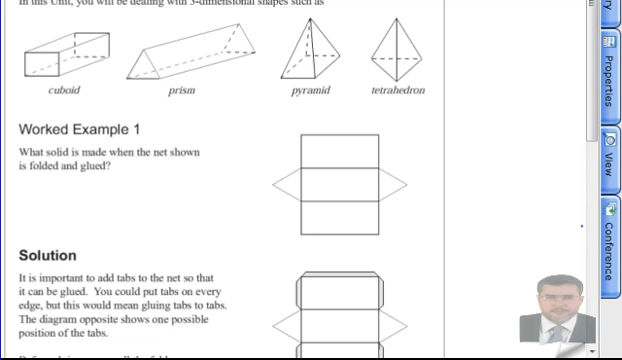 In this Unit, you will be dealing with 3-dimensional shapes such as
cuboid
prism
pyramid
tetrahedron
Worked Example 1
What solid is made when the net shown
is folded and glued?
Solution
It is important to add tabs to the net so that
it can be glued. You could put tabs on every
edge, but this would mean gluing tabs to tabs.
The diagram opposite shows one possible
position of the tabs.
Properties
View
Conference